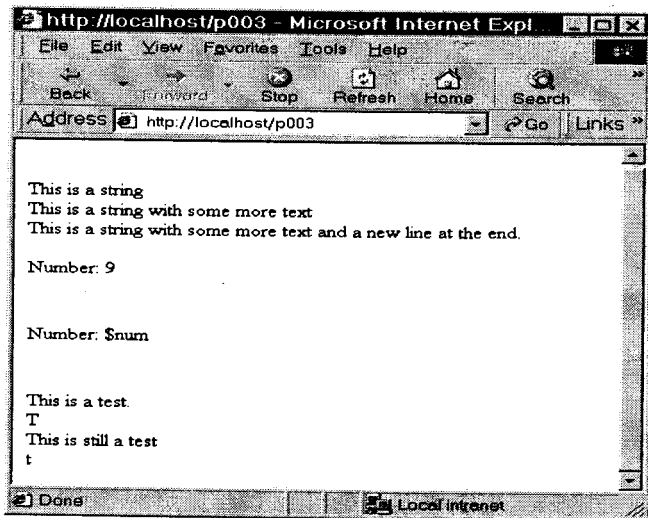 http://localhost/p003 - Microsoft Internet Expl...
File Edit View Favorites Tools Help
Back Forward Stop Refresh Home Search »
Address http://localhost/p003 Go Links »
This is a string
This is a string with some more text
This is a string with some more text and a new line at the end.
Number: 9
Number: $num
This is a test.
T
This is still a test
t
Done Local intranet